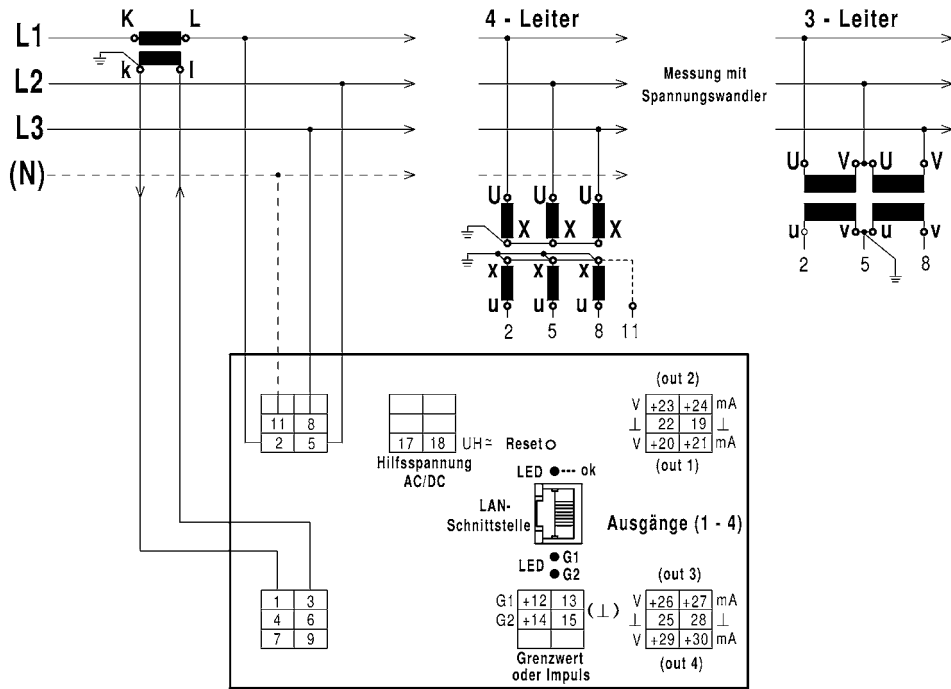 4 - Leiter
3 - Leiter
K L
L1
k l
L2
Messung mit
Spannungswandler
L3
(N)
U V U V
U U U
X X X
u v u v
2 5 8
x x x
u u u
2 5 8 11
11 8
2 5
17 18 UH≂
Hilfsspannung
AC/DC
Reset
LED --- ok
LAN-
Schnittstelle
LED G1
G2
(out 2)
V +23 +24 mA
⊥ 22 19 ⊥
V +20 +21 mA
(out 1)
Ausgänge (1 - 4)
1 3
4 6
7 9
G1 +12 13 (⊥)
G2 +14 15
Grenzwert
oder Impuls
(out 3)
V +26 +27 mA
⊥ 25 28 ⊥
V +29 +30 mA
(out 4)